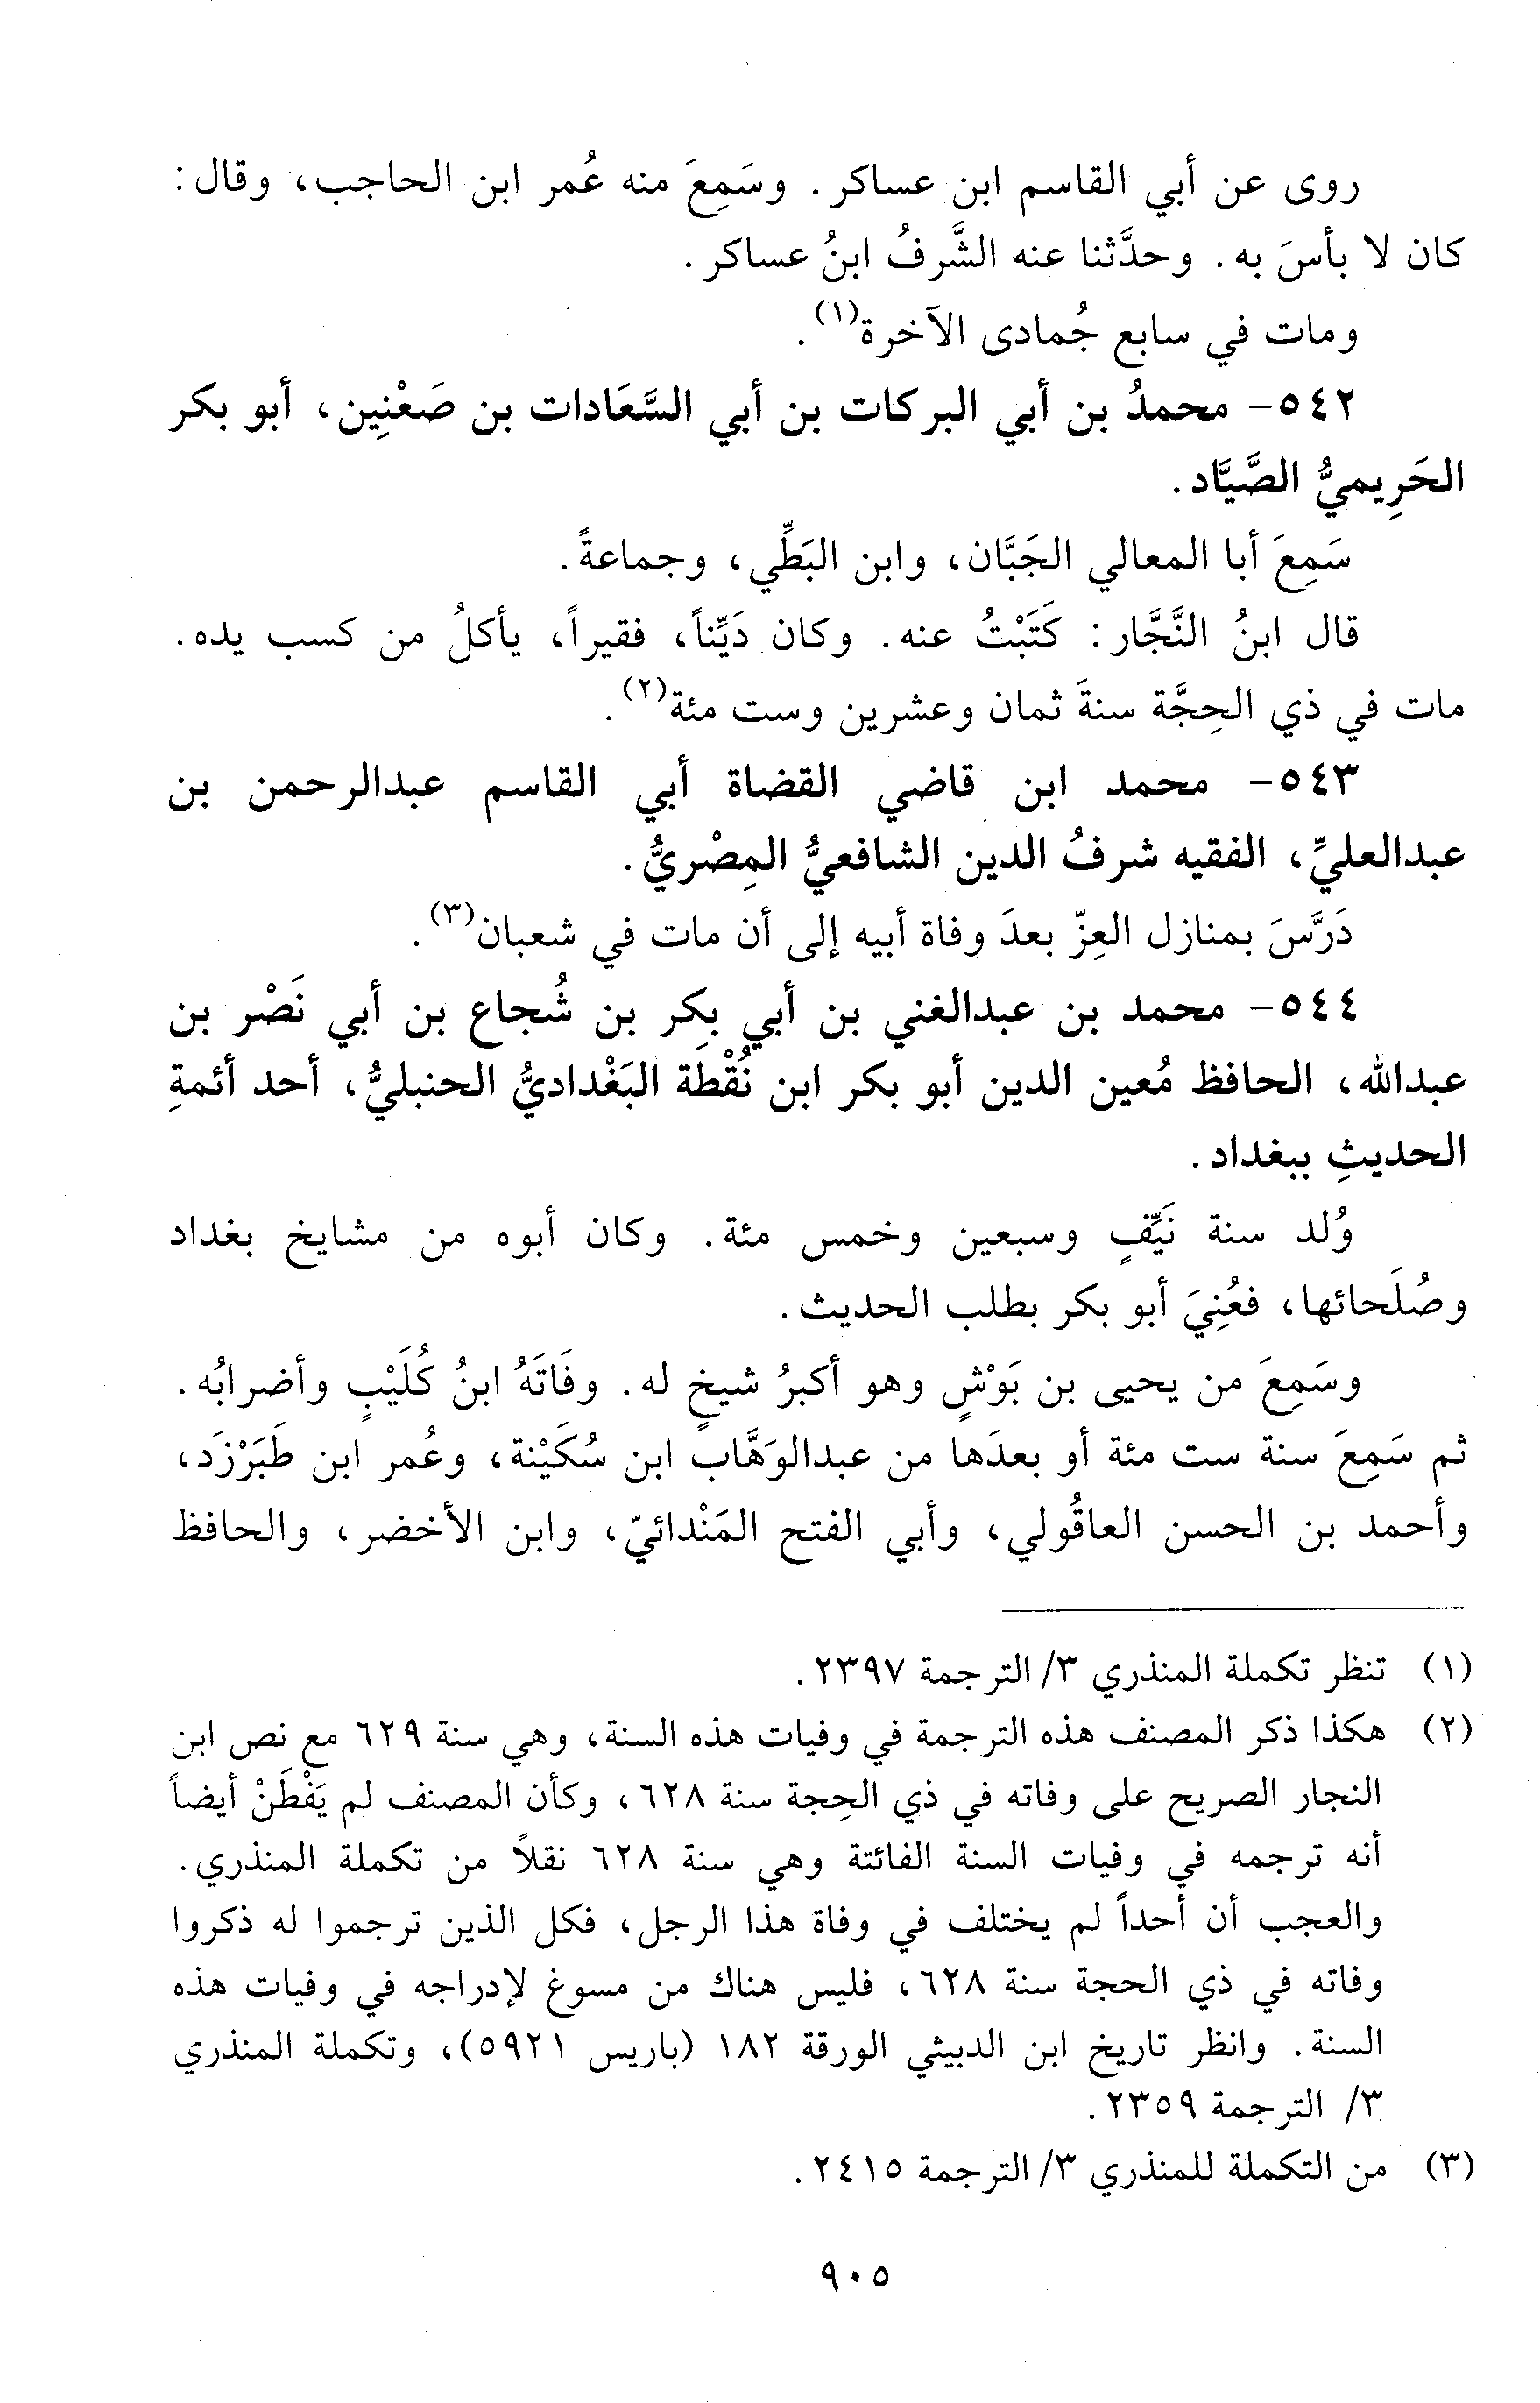 روى عن أبي القاسم ابن عساكر. وسَمِعَ منه عُمر ابن الحاجب، وقال:
كان لا بأسَ به. وحدَّثنا عنه الشَّرفُ ابنُ عساكر.
ومات في سابع جُمادى الآخرة(١).
٥٤٢- محمدُ بن أبي البركات بن أبي السَّعَادات بن صَعْنِين، أبو بكر
الحَرِيميُّ الصَّيَّاد.
سَمِعَ أبا المعالي الجَبَّان، وابن البَطِّي، وجماعةً.
قال ابنُ النَّجَّار: كَتَبْتُ عنه. وكان دَيِّناً، فقيراً، يأكلُ من كسب يده.
مات في ذي الحِجَّة سنةَ ثمان وعشرين وست مئة(٢).
٥٤٣- محمد ابن قاضي القضاة أبي القاسم عبدالرحمن بن
عبدالعليِّ، الفقيه شرفُ الدين الشافعيُّ المِصْريُّ.
دَرَّسَ بمنازل العِزّ بعدَ وفاة أبيه إلى أن مات في شعبان(٣).
٥٤٤- محمد بن عبدالغني بن أبي بكر بن شُجاع بن أبي نَصْر بن
عبدالله، الحافظ مُعين الدين أبو بكر ابن نُقْطَة البَغْداديُّ الحنبليُّ، أحد أئمةِ
الحديثِ ببغداد.
وُلد سنة نَيِّفٍ وسبعين وخمس مئة. وكان أبوه من مشايخ بغداد
وصُلَحائها، فعُنِيَ أبو بكر بطلب الحديث.
وسَمِعَ من يحيى بن بَوْشٍ وهو أكبرُ شيخٍ له. وفَاتَهُ ابنُ كُلَيْبٍ وأضرابُه.
ثم سَمِعَ سنة ست مئة أو بعدَها من عبدالوَهَّاب ابن سُكَيْنة، وعُمر ابن طَبَرْزَد،
وأحمد بن الحسن العاقُولي، وأبي الفتح المَنْدائيّ، وابن الأخضر، والحافظ
(١) تنظر تكملة المنذري ٣/ الترجمة ٢٣٩٧.
(٢) هكذا ذكر المصنف هذه الترجمة في وفيات هذه السنة، وهي سنة ٦٢٩ مع نص ابن
النجار الصريح على وفاته في ذي الحِجة سنة ٦٢٨، وكأن المصنف لم يَفْطَنْ أيضاً
أنه ترجمه في وفيات السنة الفائتة وهي سنة ٦٢٨ نقلاً من تكملة المنذري.
والعجب أن أحداً لم يختلف في وفاة هذا الرجل، فكل الذين ترجموا له ذكروا
وفاته في ذي الحجة سنة ٦٢٨، فليس هناك من مسوغ لإدراجه في وفيات هذه
السنة. وانظر تاريخ ابن الدبيثي الورقة ١٨٢ (باريس ٥٩٢١)، وتكملة المنذري
٣/ الترجمة ٢٣٥٩.
(٣) من التكملة للمنذري ٣/ الترجمة ٢٤١٥.
٩٠٥